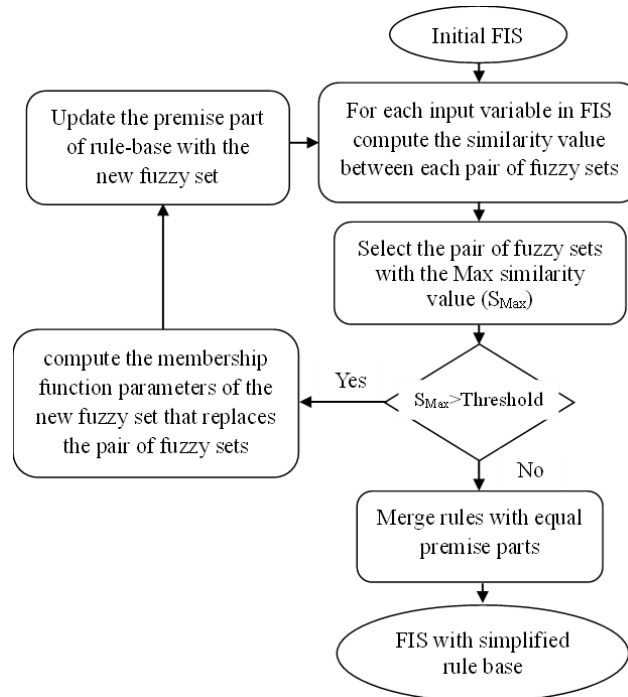 Initial FIS
For each input variable in FIS
compute the similarity value
between each pair of fuzzy sets
Update the premise part
of rule-base with the
new fuzzy set
Select the pair of fuzzy sets
with the Max similarity
value (SMax)
SMax>Threshold
Yes
compute the membership
function parameters of the
new fuzzy set that replaces
the pair of fuzzy sets
No
Merge rules with equal
premise parts
FIS with simplified
rule base